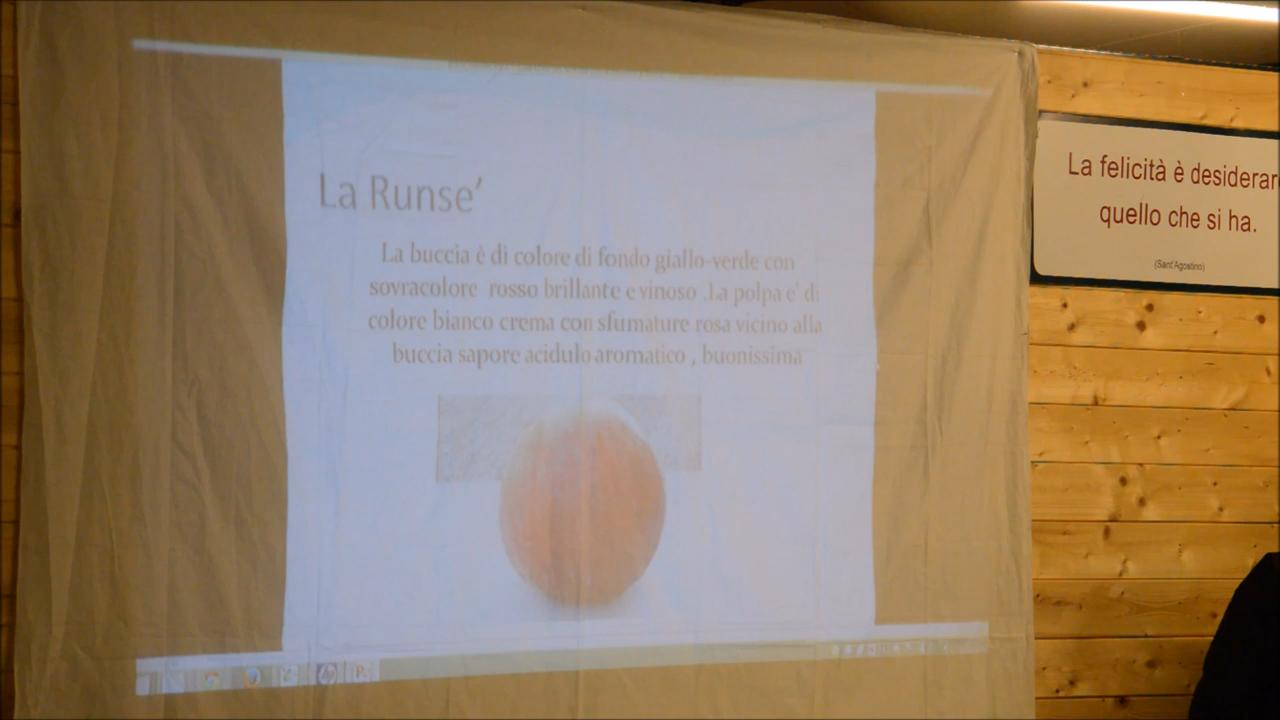 La Runse'
La buccia è di colore di fondo giallo-verde con
sovracolore rosso brillante e vinoso .La polpa e' di
colore bianco crema con sfumature rosa vicino alla
buccia sapore acidulo aromatico , buonissima
La felicità è desiderar
quello che si ha.
(Sant'Agostino)